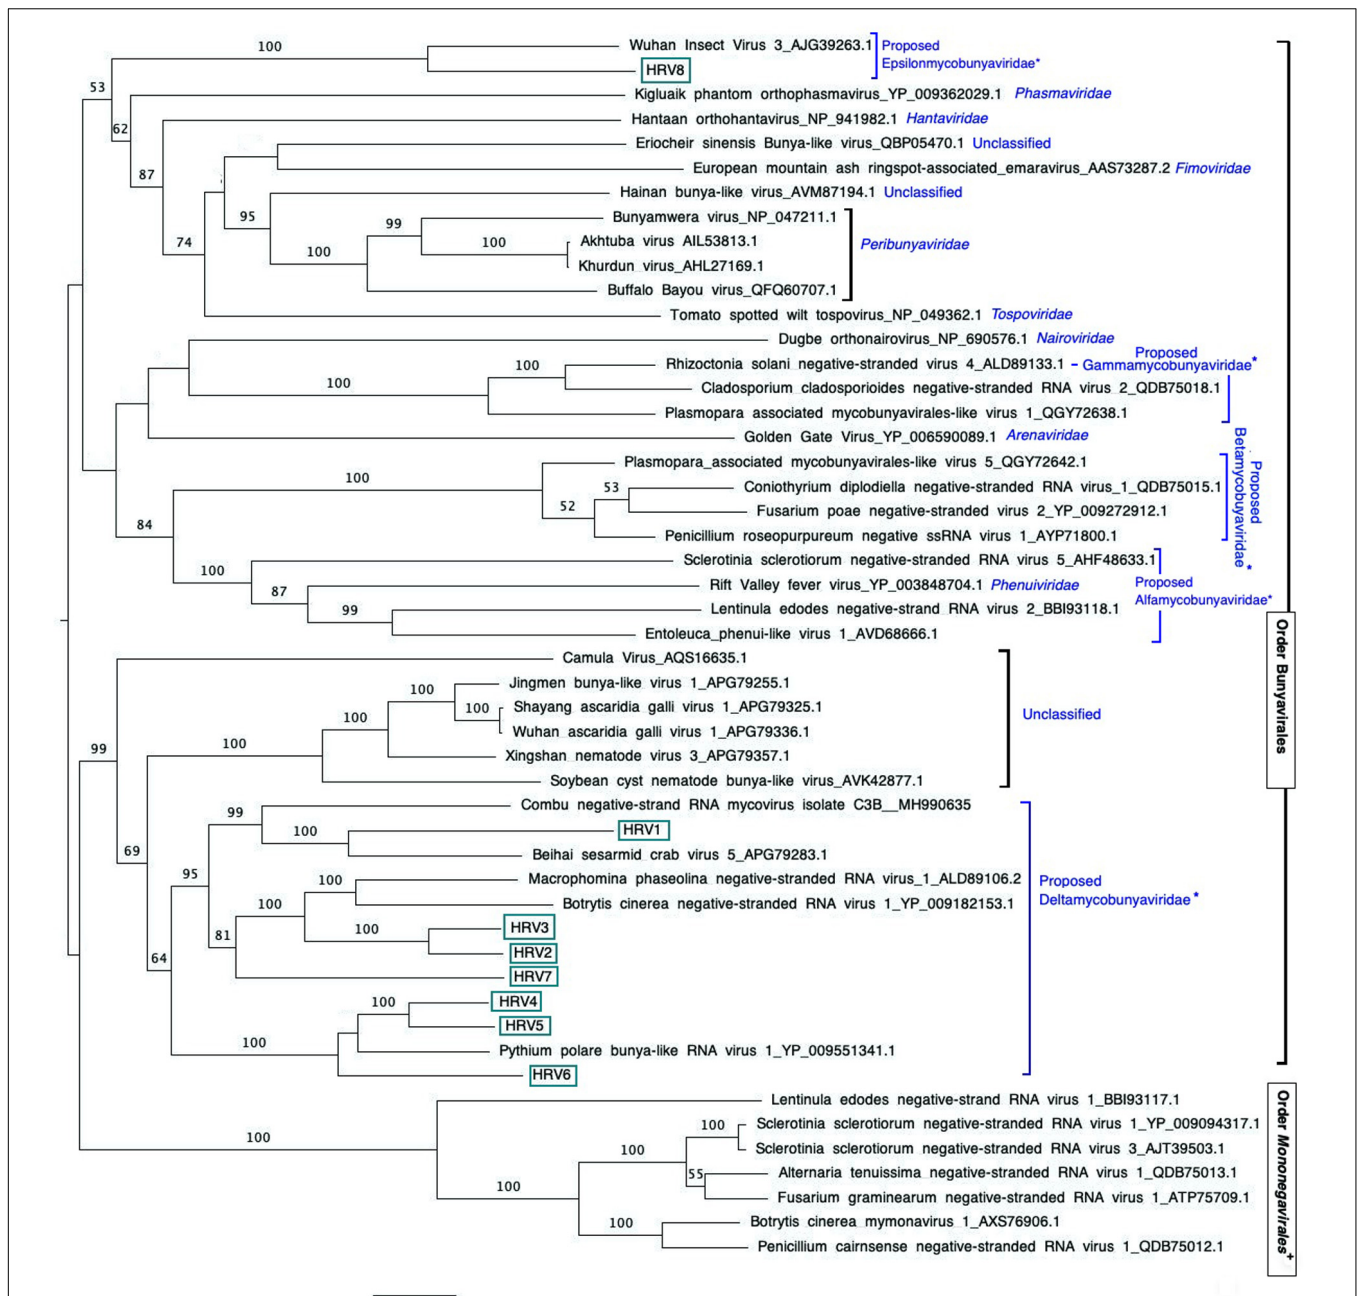 100
Wuhan Insect Virus 3_AJG39263.1
Proposed
Epsilonmycobunyaviridae*
HRV8
53
Kigluaik phantom orthophasmavirus_YP_009362029.1 Phasmaviridae
62
Hantaan orthohantavirus_NP_941982.1 Hantaviridae
Eriocheir sinensis Bunya-like virus_QBP05470.1 Unclassified
87
European mountain ash ringspot-associated_emaravirus_AAS73287.2 Fimoviridae
Hainan bunya-like virus_AVM87194.1 Unclassified
95
99
Bunyamwera virus_NP_047211.1
74
100
100
Akhtuba virus AIL53813.1
Peribunyaviridae
Khurdun virus_AHL27169.1
Buffalo Bayou virus_QFQ60707.1
Tomato spotted wilt tospovirus_NP_049362.1 Tospoviridae
Dugbe orthonairovirus_NP_690576.1 Nairoviridae
100
100
Rhizoctonia solani negative-stranded virus 4_ALD89133.1
Proposed
Gammamycobunyaviridae*
Cladosporium cladosporioides negative-stranded RNA virus 2_QDB75018.1
Plasmopara associated mycobunyavirales-like virus 1_QGY72638.1
Golden Gate Virus_YP_006590089.1 Arenaviridae
100
Plasmopara_associated mycobunyavirales-like virus 5_QGY72642.1
53
Coniothyrium diplodiella negative-stranded RNA virus_1_QDB75015.1
52
Fusarium poae negative-stranded virus 2_YP_009272912.1
84
Penicillium roseopurpureum negative ssRNA virus 1_AYP71800.1
Proposed
Betamycobuyaviridae*
100
Sclerotinia sclerotiorum negative-stranded RNA virus 5_AHF48633.1
87
Rift Valley fever virus_YP_003848704.1 Phenuiviridae
Proposed
Alfamycobunyaviridae*
99
Lentinula edodes negative-strand RNA virus 2_BBI93118.1
Entoleuca_phenui-like virus 1_AVD68666.1
Order Bunyavirales
Camula Virus_AQS16635.1
100
Jingmen bunya-like virus 1_APG79255.1
100
Shayang ascaridia galli virus 1_APG79325.1
Unclassified
100
Wuhan ascaridia galli virus 1_APG79336.1
99
100
Xingshan nematode virus 3_APG79357.1
Soybean cyst nematode bunya-like virus_AVK42877.1
99
Combu negative-strand RNA mycovirus isolate C3B__MH990635
100
HRV1
69
Beihai sesarmid crab virus 5_APG79283.1
95
100
Macrophomina phaseolina negative-stranded RNA virus_1_ALD89106.2
Proposed
Deltamycobunyaviridae*
100
Botrytis cinerea negative-stranded RNA virus 1_YP_009182153.1
81
100
HRV3
HRV2
64
HRV7
100
HRV4
HRV5
100
Pythium polare bunya-like RNA virus 1_YP_009551341.1
HRV6
Lentinula edodes negative-strand RNA virus 1_BBI93117.1
100
100
Sclerotinia sclerotiorum negative-stranded RNA virus 1_YP_009094317.1
100
Sclerotinia sclerotiorum negative-stranded RNA virus 3_AJT39503.1
55
Alternaria tenuissima negative-stranded RNA virus 1_QDB75013.1
100
Fusarium graminearum negative-stranded RNA virus 1_ATP75709.1
100
Botrytis cinerea mymonavirus 1_AXS76906.1
Penicillium cairnsense negative-stranded RNA virus 1_QDB75012.1
Order Mononegavirales+